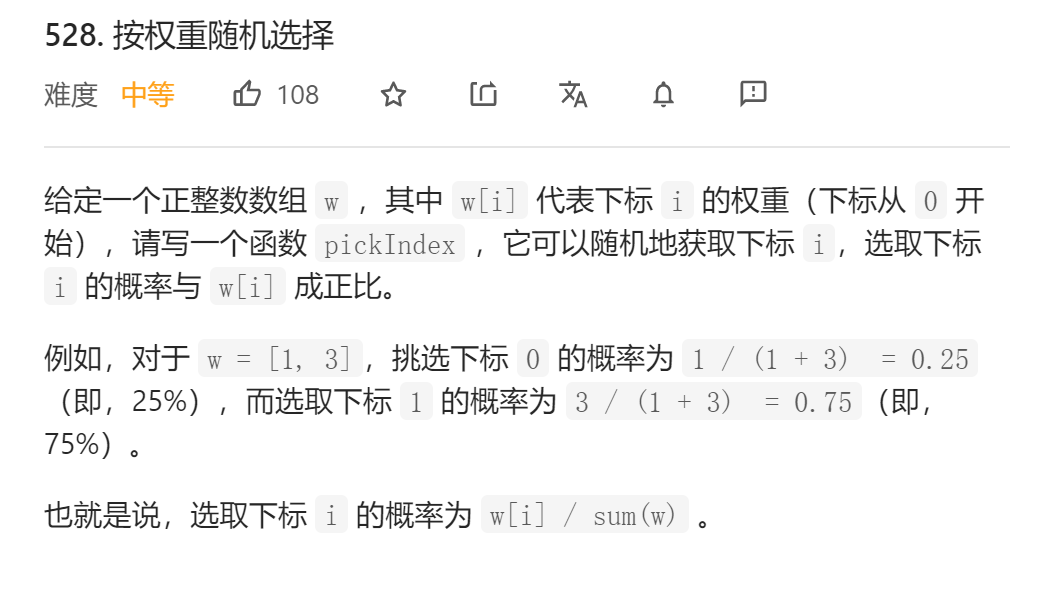 528. 按权重随机选择
难度 中等 108
给定一个正整数数组 w ，其中 w[i] 代表下标 i 的权重（下标从 0 开
始），请写一个函数 pickIndex ，它可以随机地获取下标 i，选取下标
i 的概率与 w[i] 成正比。
例如，对于 w = [1, 3]，挑选下标 0 的概率为 1 / (1 + 3) = 0.25
（即，25%），而选取下标 1 的概率为 3 / (1 + 3) = 0.75（即，
75%）。
也就是说，选取下标 i 的概率为 w[i] / sum(w) 。